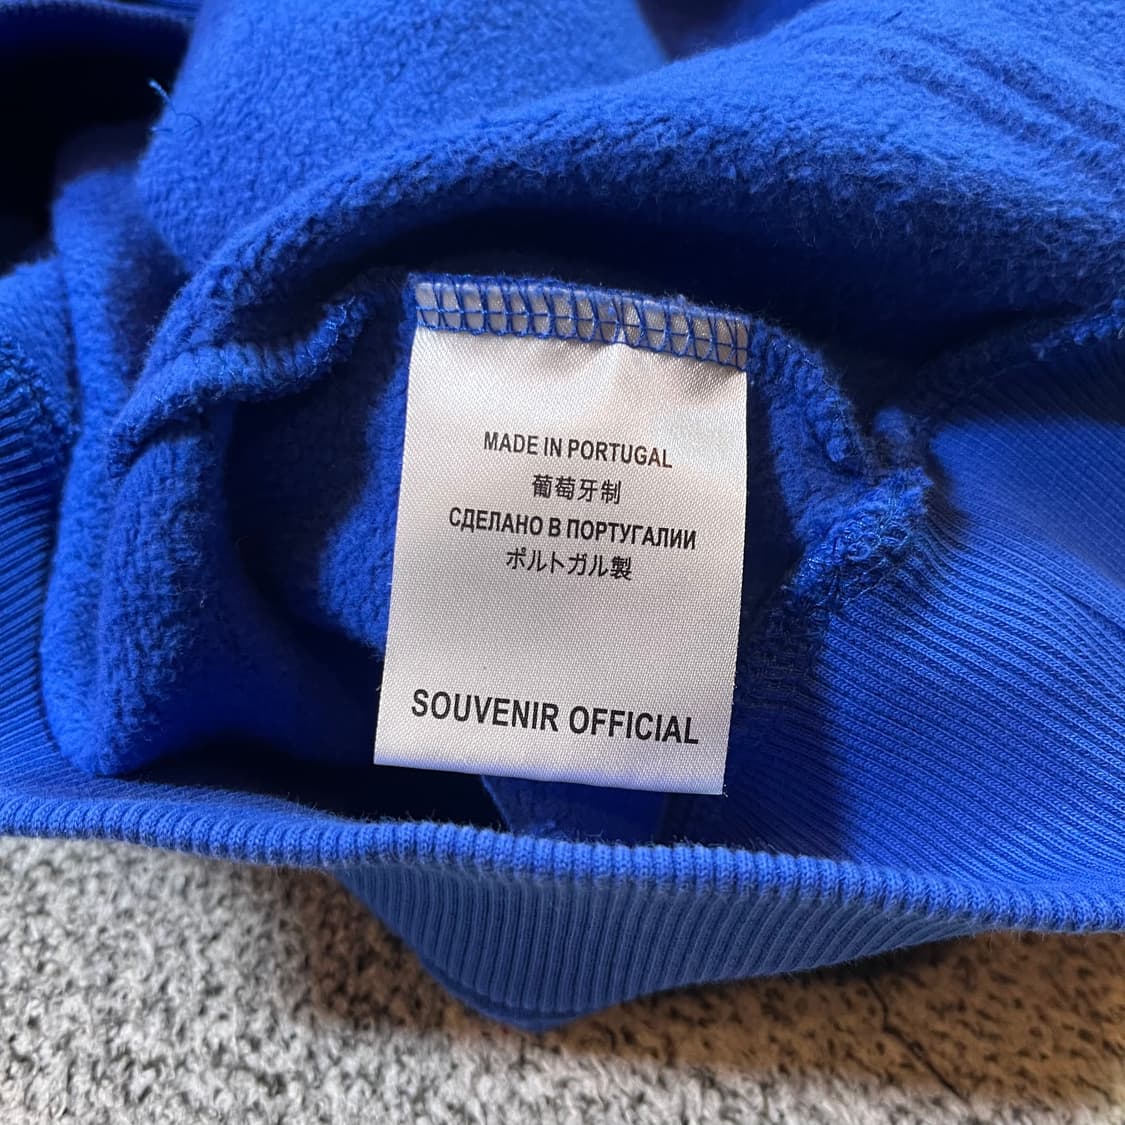 MADE IN PORTUGAL
葡萄牙制
СДЕЛАНО В ПОРТУГАЛИИ
ポルトガル製
SOUVENIR OFFICIAL